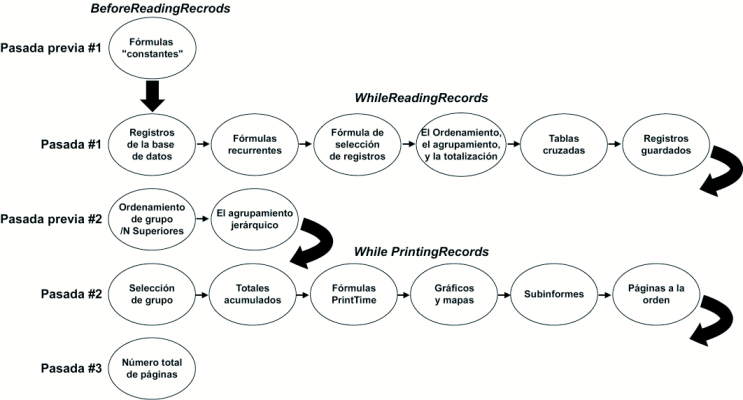 BeforeReadingRecrods
Pasada previa #1
Fórmulas
"constantes"
WhileReadingRecords
Pasada #1
Registros
de la base
de datos
Fórmulas
recurrentes
Fórmula de
selección
de registros
El Ordenamiento,
el agrupamiento,
y la totalización
Tablas
cruzadas
Registros
guardados
Pasada previa #2
Ordenamiento
de grupo
/N Superiores
El agrupamiento
jerárquico
While PrintingRecords
Pasada #2
Selección
de grupo
Totales
acumulados
Fórmulas
PrintTime
Gráficos
y mapas
Subinformes
Páginas a la
orden
Pasada #3
Número total
de páginas